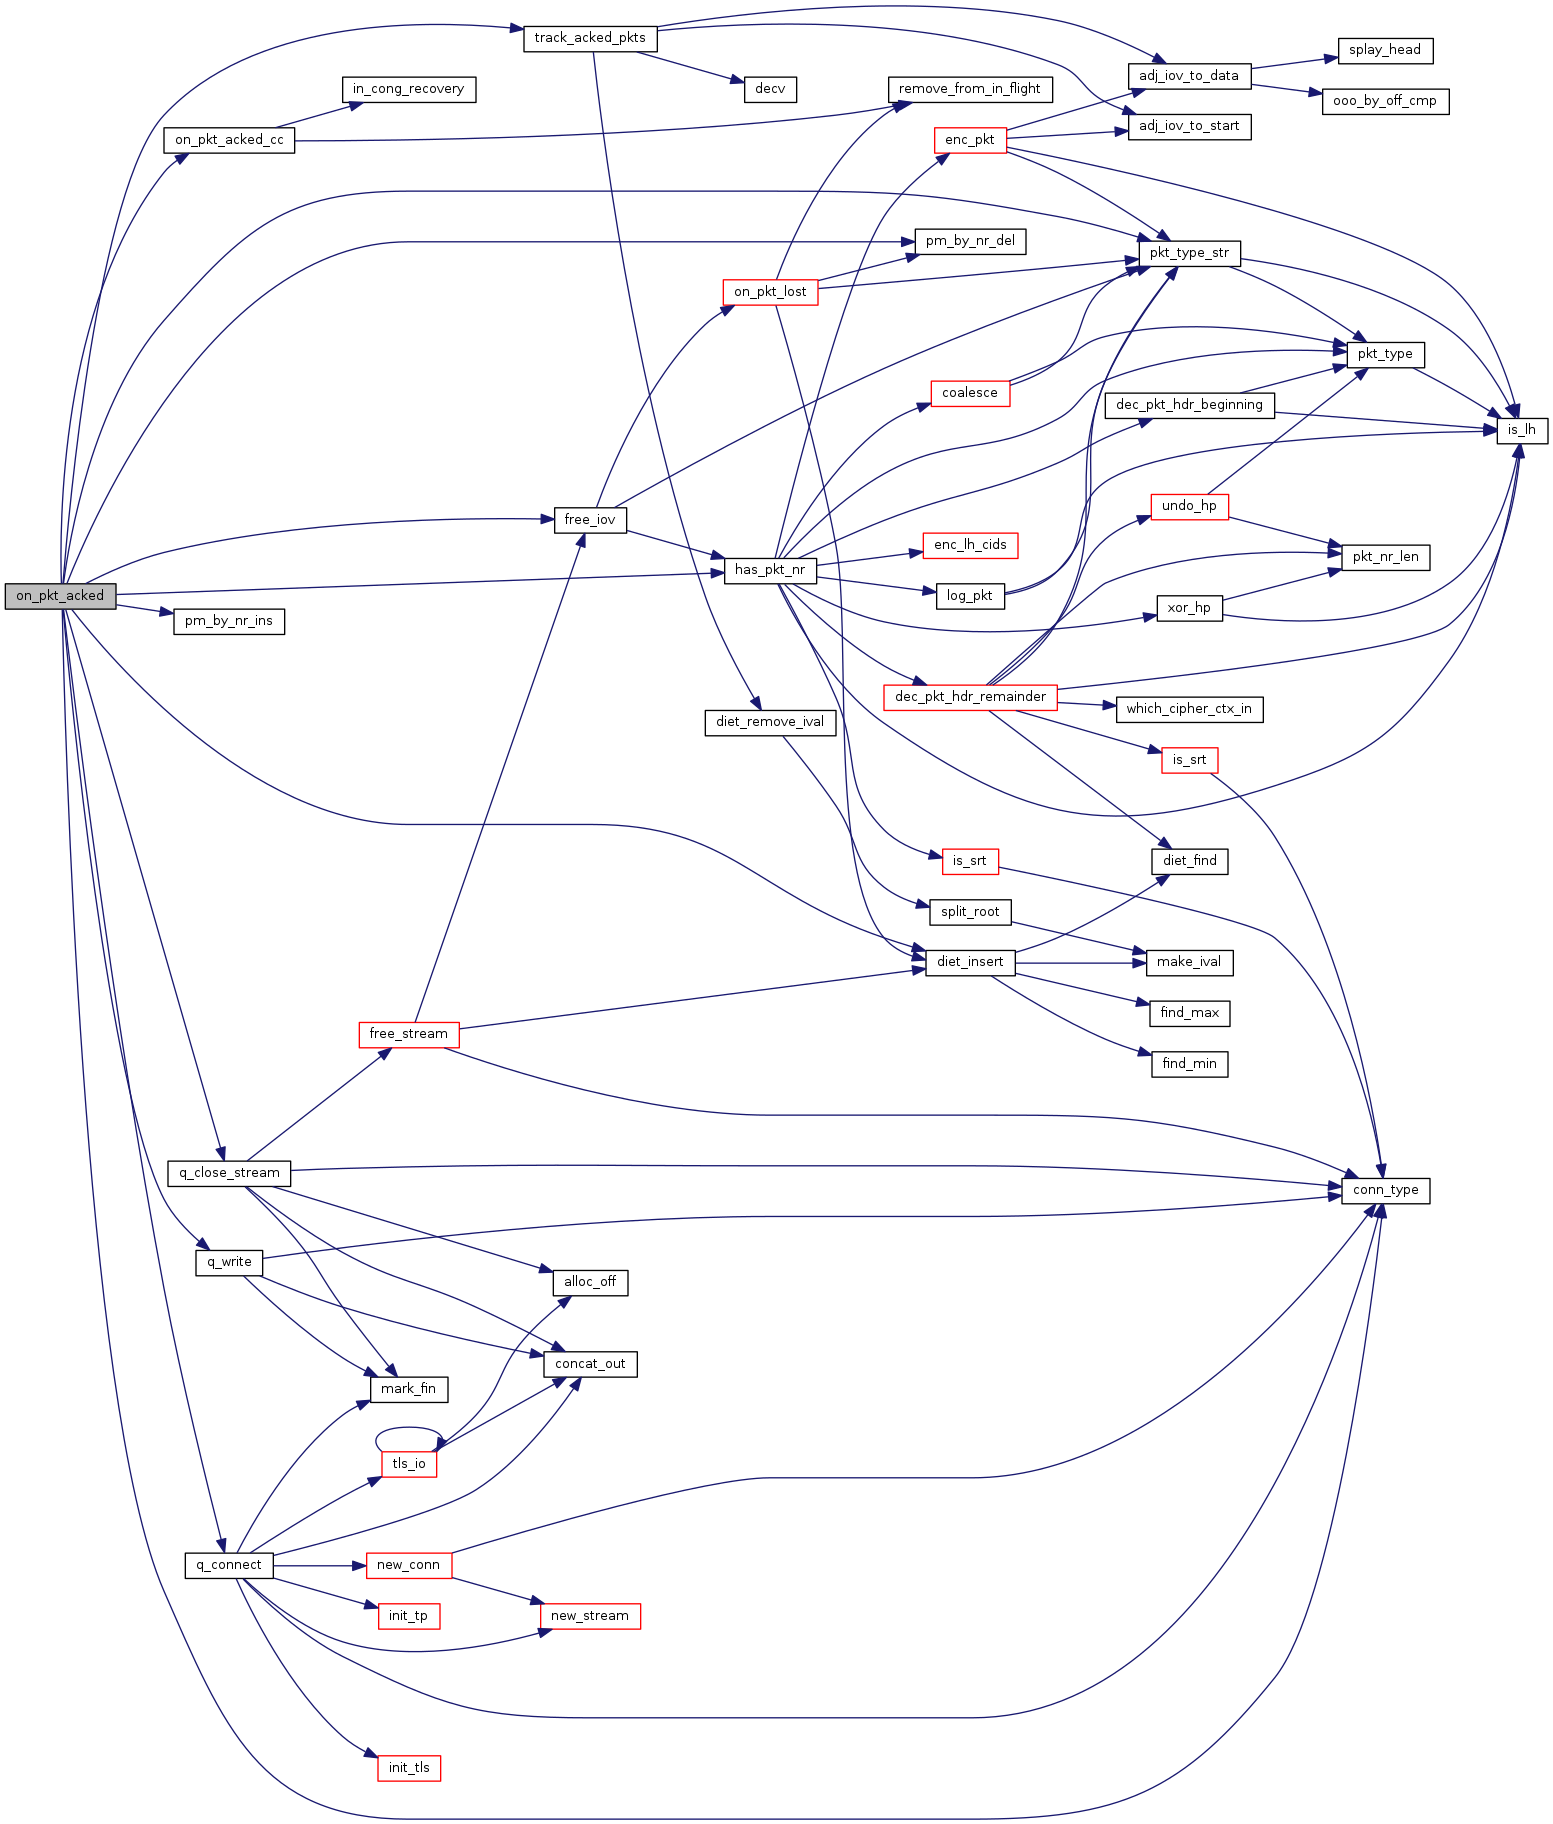 track_acked_pkts
splay_head
adj_iov_to_data
in_cong_recovery
decv
remove_from_in_flight
ooo_by_off_cmp
adj_iov_to_start
on_pkt_acked_cc
enc_pkt
pm_by_nr_del
pkt_type_str
on_pkt_lost
pkt_type
coalesce
dec_pkt_hdr_beginning
is_lh
undo_hp
free_iov
enc_lh_cids
pkt_nr_len
has_pkt_nr
on_pkt_acked
log_pkt
xor_hp
pm_by_nr_ins
dec_pkt_hdr_remainder
which_cipher_ctx_in
diet_remove_ival
is_srt
is_srt
diet_find
split_root
diet_insert
make_ival
find_max
free_stream
find_min
q_close_stream
conn_type
q_write
alloc_off
concat_out
mark_fin
tls_io
q_connect
new_conn
init_tp
new_stream
init_tls